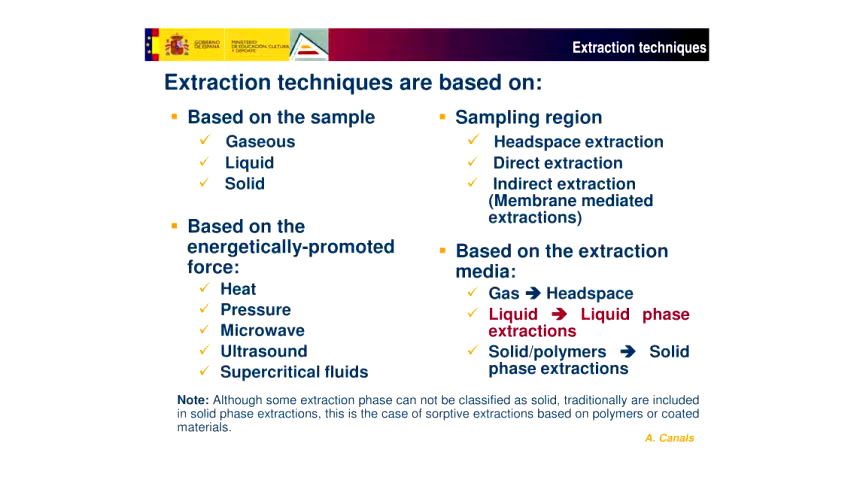 GOBIERNO
DE ESPAÑA
MINISTERIO
DE EDUCACIÓN, CULTURA
Y DEPORTE
Extraction techniques
Extraction techniques are based on:
Based on the sample
Gaseous
Liquid
Solid
Based on the
energetically-promoted
force:
Heat
Pressure
Microwave
Ultrasound
Supercritical fluids
Sampling region
Headspace extraction
Direct extraction
Indirect extraction
(Membrane mediated
extractions)
Based on the extraction
media:
Gas ➔ Headspace
Liquid ➔ Liquid phase
extractions
Solid/polymers ➔ Solid
phase extractions
Note: Although some extraction phase can not be classified as solid, traditionally are included
in solid phase extractions, this is the case of sorptive extractions based on polymers or coated
materials.
A. Canals